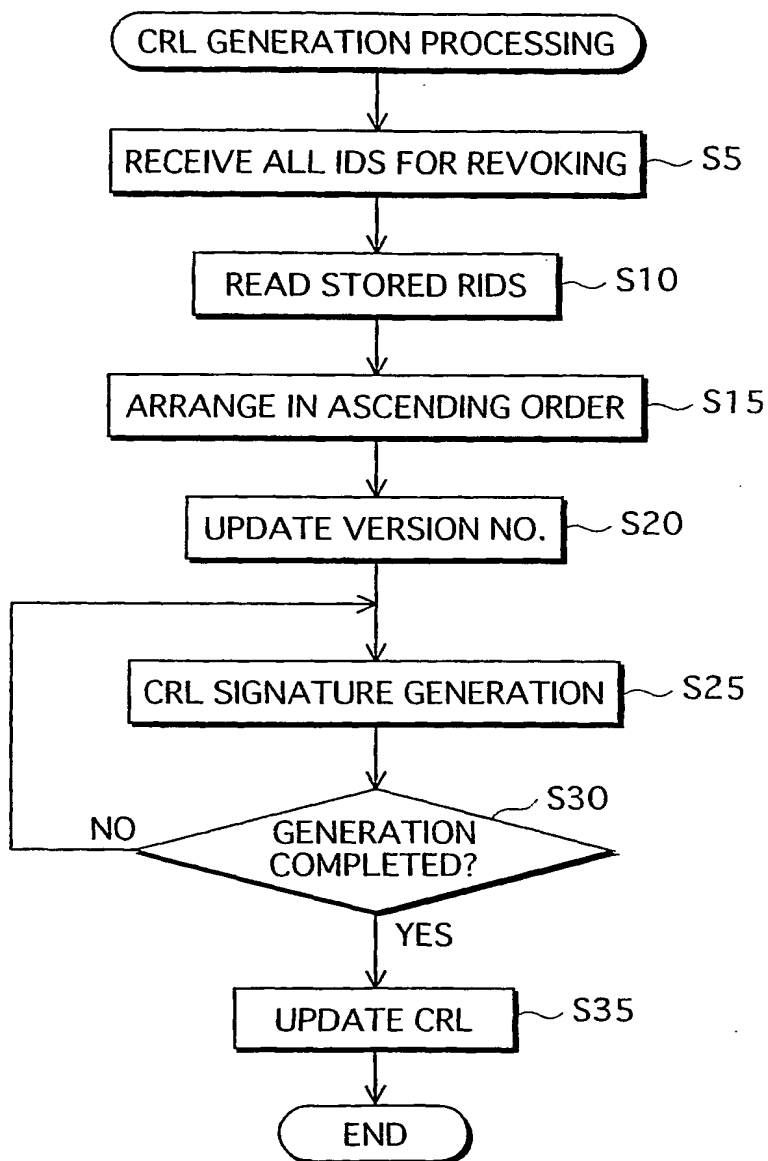 CRL GENERATION PROCESSING
RECEIVE ALL IDS FOR REVOKING
S5
READ STORED RIDS
S10
ARRANGE IN ASCENDING ORDER
S15
UPDATE VERSION NO.
S20
CRL SIGNATURE GENERATION
S25
S30
NO
GENERATION
COMPLETED?
YES
UPDATE CRL
S35
END